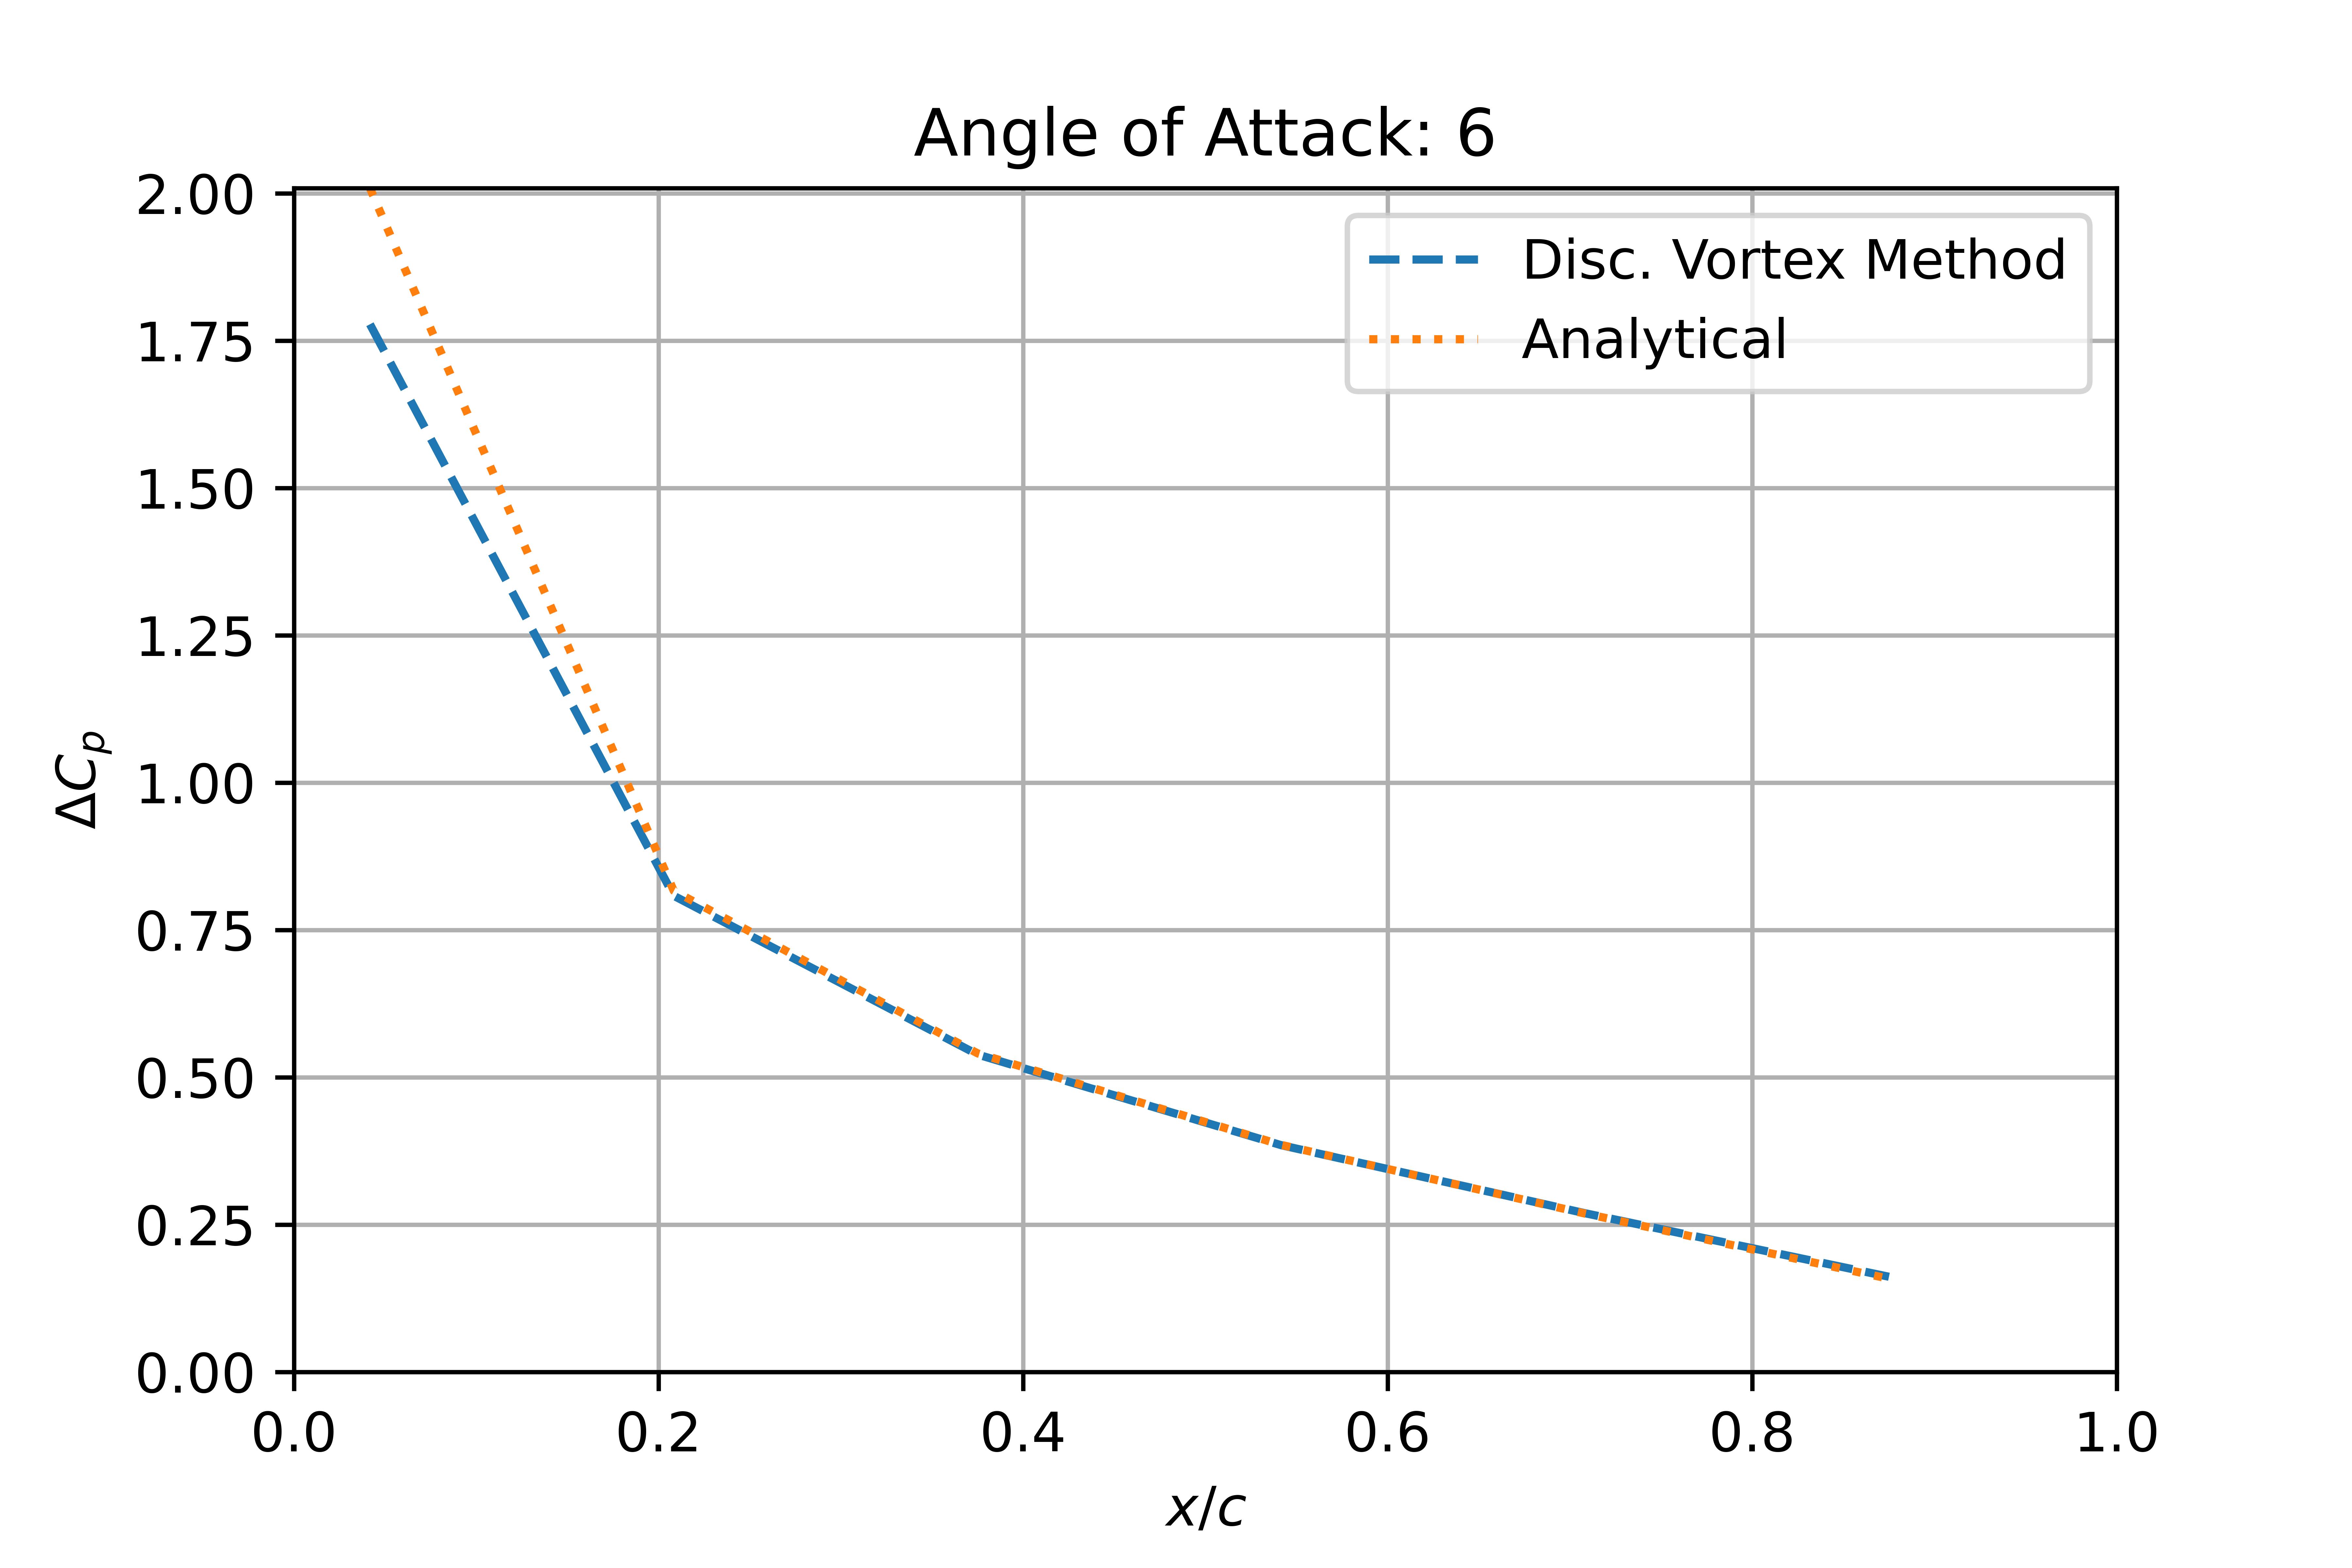 Angle of Attack: 6
2.00
1.75
1.50
1.25
1.00
0.75
0.50
0.25
0.00
ΔCp
Disc. Vortex Method
Analytical
0.0 0.2 0.4 0.6 0.8 1.0
x/c